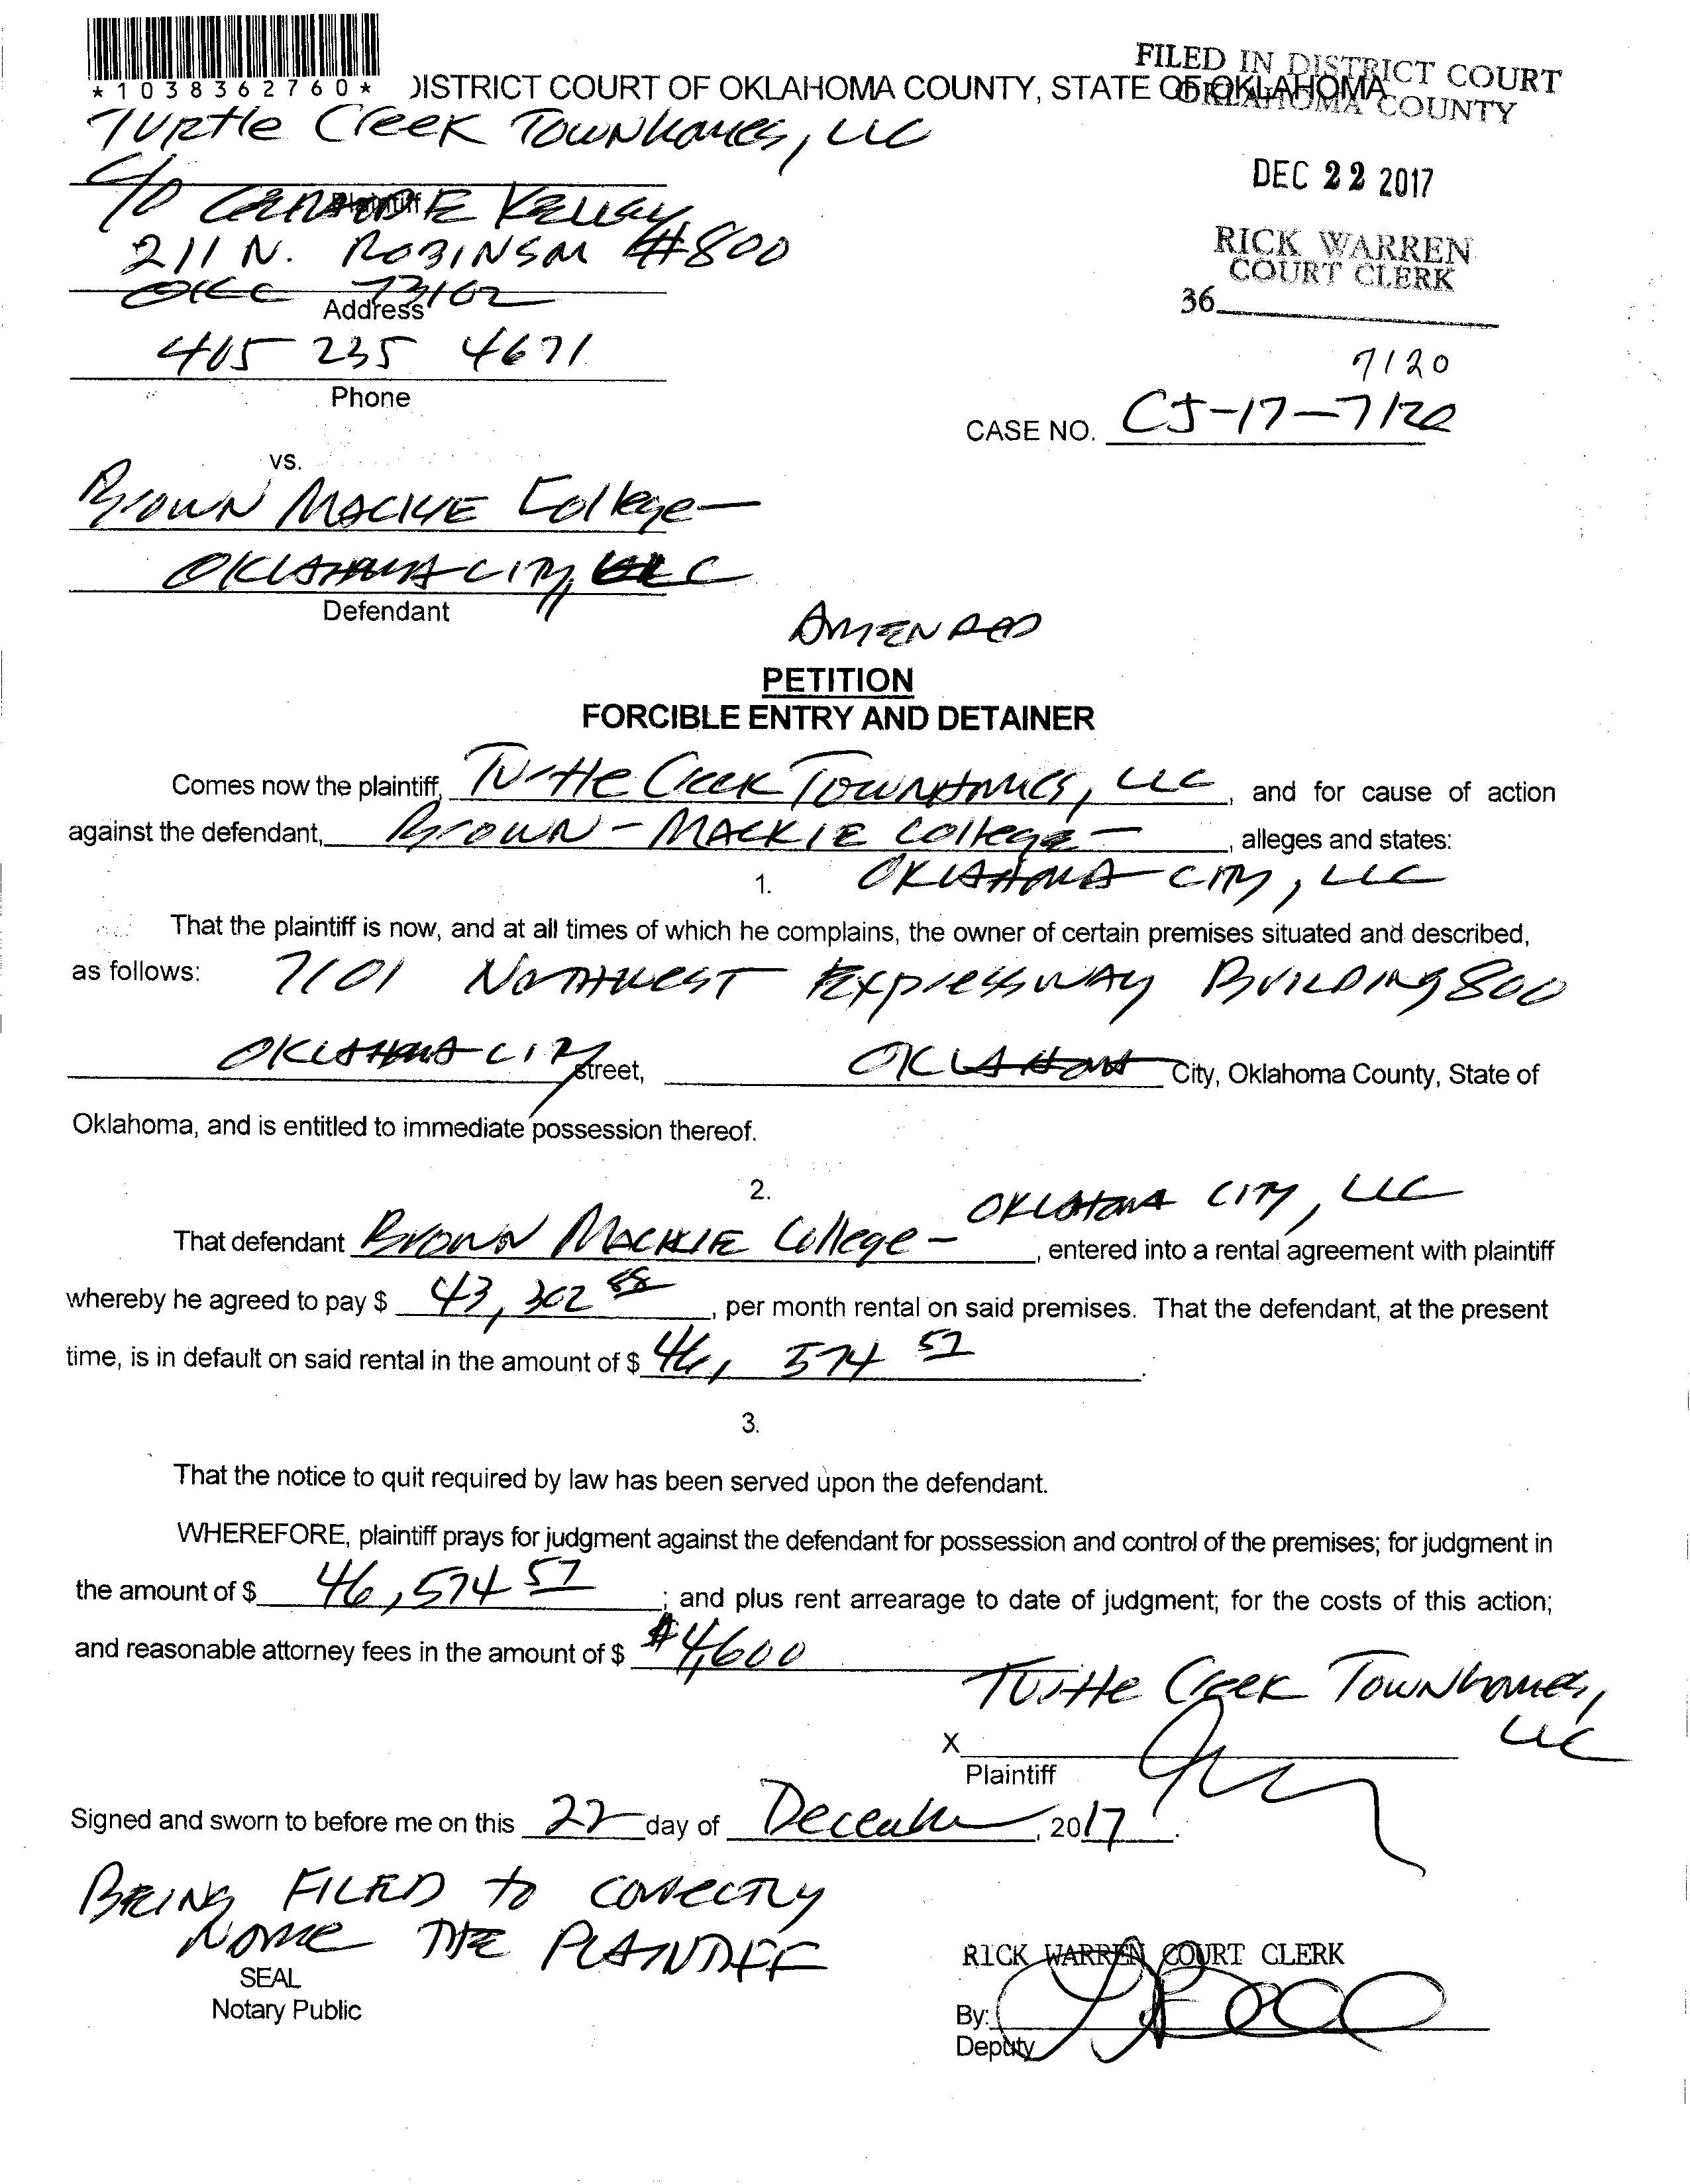 *1038362760*
DISTRICT COURT OF OKLAHOMA COUNTY, STATE OF OKLAHOMA
FILED IN DISTRICT COURT
OKLAHOMA COUNTY
Turtle Creek Townhomes, LLC
DEC 22 2017
c/o Kelley
Plaintiff
RICK WARREN
COURT CLERK
211 N. Robinson #800
OKC 73102
Address
36
405 235 4671
Phone
7120
CASE NO. CJ-17-7120
vs.
Brown Mackie College-
Oklahoma City, LLC
Defendant
Amended
PETITION
FORCIBLE ENTRY AND DETAINER
Comes now the plaintiff, Turtle Creek Townhomes, LLC, and for cause of action
against the defendant, Brown-Mackie College-, alleges and states:
Oklahoma City, LLC
1.
That the plaintiff is now, and at all times of which he complains, the owner of certain premises situated and described,
as follows: 7101 Northwest Expressway Building 800
Oklahoma City Street, Oklahoma City, Oklahoma County, State of
Oklahoma, and is entitled to immediate possession thereof.
2.
Oklahoma City, LLC
That defendant Brown Mackie College-, entered into a rental agreement with plaintiff
whereby he agreed to pay $ 43,302 88, per month rental on said premises. That the defendant, at the present
time, is in default on said rental in the amount of $ 46,574 57.
3.
That the notice to quit required by law has been served upon the defendant.
WHEREFORE, plaintiff prays for judgment against the defendant for possession and control of the premises; for judgment in
the amount of $ 46,574 57; and plus rent arrearage to date of judgment; for the costs of this action;
and reasonable attorney fees in the amount of $ $4,600
Turtle Creek Townhomes,
LLC
X
Plaintiff
Signed and sworn to before me on this 22 day of December, 2017.
Being filed to correctly
name the plaintiff
SEAL
Notary Public
RICK WARREN COURT CLERK
By:
Deputy